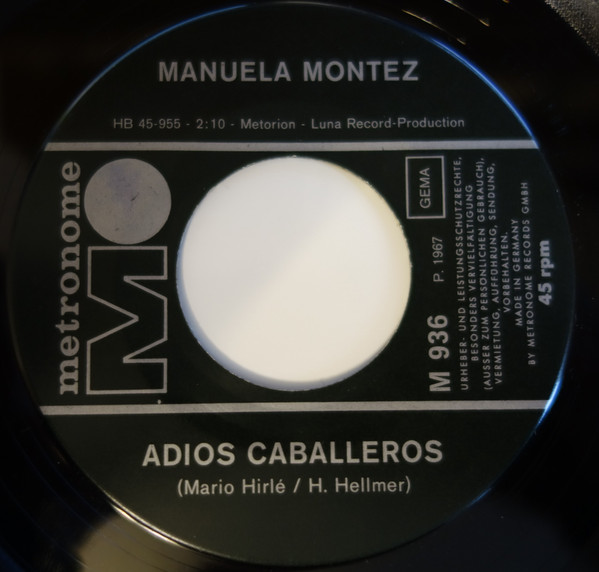 MANUELA MONTEZ
HB 45-955 - 2:10 - Metorion - Luna Record-Production
metronome
M
GEMA
P. 1967
M 936
URHEBER- UND LEISTUNGSSCHUTZRECHTE,
BESONDERS VERVIELFÄLTIGUNG
(AUSSER ZUM PERSÖNLICHEN GEBRAUCH),
VERMIETUNG, AUFFÜHRUNG, SENDUNG,
VORBEHALTEN.
MADE IN GERMANY
BY METRONOME RECORDS GMBH
45 rpm
ADIOS CABALLEROS
(Mario Hirlé / H. Hellmer)